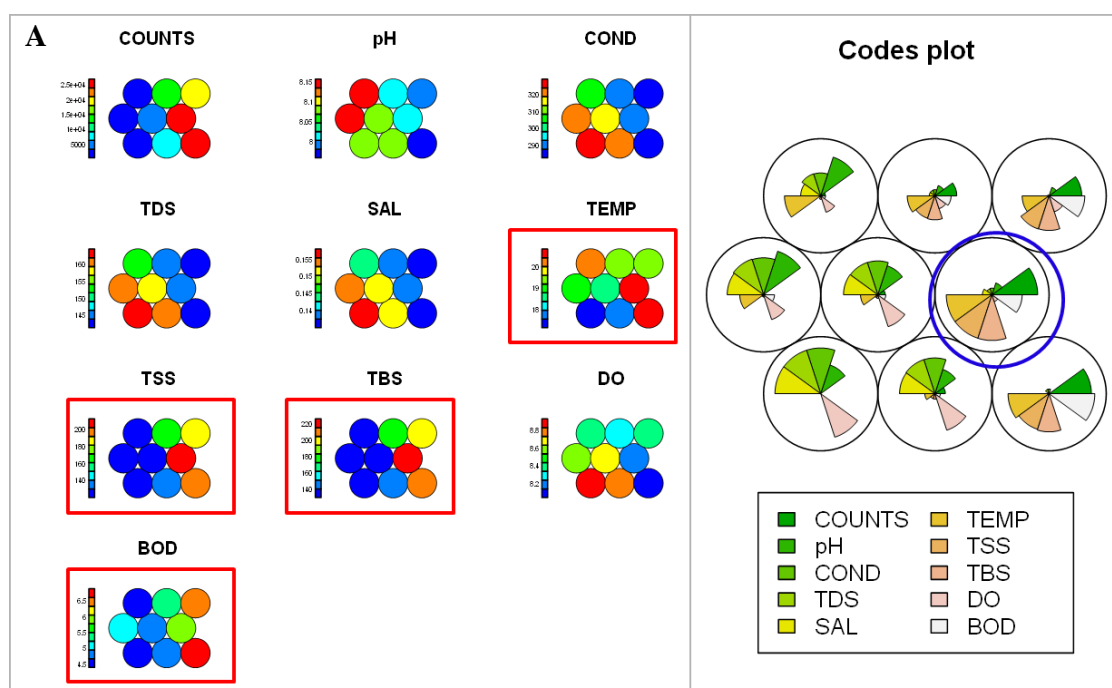 A
COUNTS
pH
COND
2.5e+04
2e+04
1.5e+04
1e+04
5000
8.15
8.1
8.05
8
320
310
300
290
TDS
SAL
TEMP
160
155
150
145
0.155
0.15
0.145
0.14
20
19
18
TSS
TBS
DO
200
180
160
140
220
200
180
160
140
8.8
8.6
8.4
8.2
BOD
6.5
6
5.5
5
4.5
Codes plot
COUNTS
pH
COND
TDS
SAL
TEMP
TSS
TBS
DO
BOD